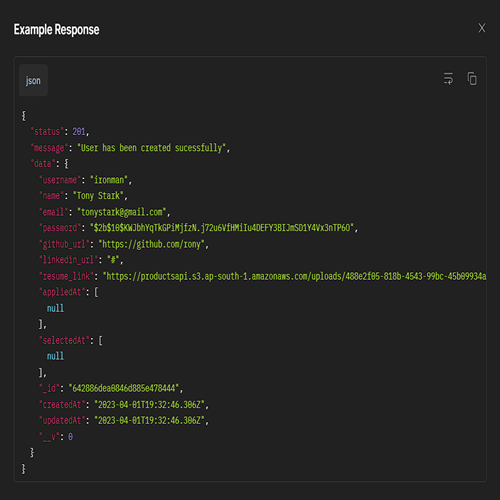 Example Response
json
{
"status": 201,
"message": "User has been created sucessfully",
"data": {
"username": "ironman",
"name": "Tony Stark",
"email": "tonystark@gmail.com",
"password": "$2b$10$KWJbhYqTkGPiMjfzN.j72u6VfHMiIu4DEFY3BIJmSD1Y4Vx3nTP6O",
"github_url": "https://github.com/rony",
"linkedin_url": "#",
"resume_link": "https://productsapi.s3.ap-south-1.amazonaws.com/uploads/488e2f05-818b-4543-99bc-45b09934a
"appliedAt": [
null
],
"selectedAt": [
null
],
"_id": "642886dea0846d885e478444",
"createdAt": "2023-04-01T19:32:46.306Z",
"updatedAt": "2023-04-01T19:32:46.306Z",
"__v": 0
}
}